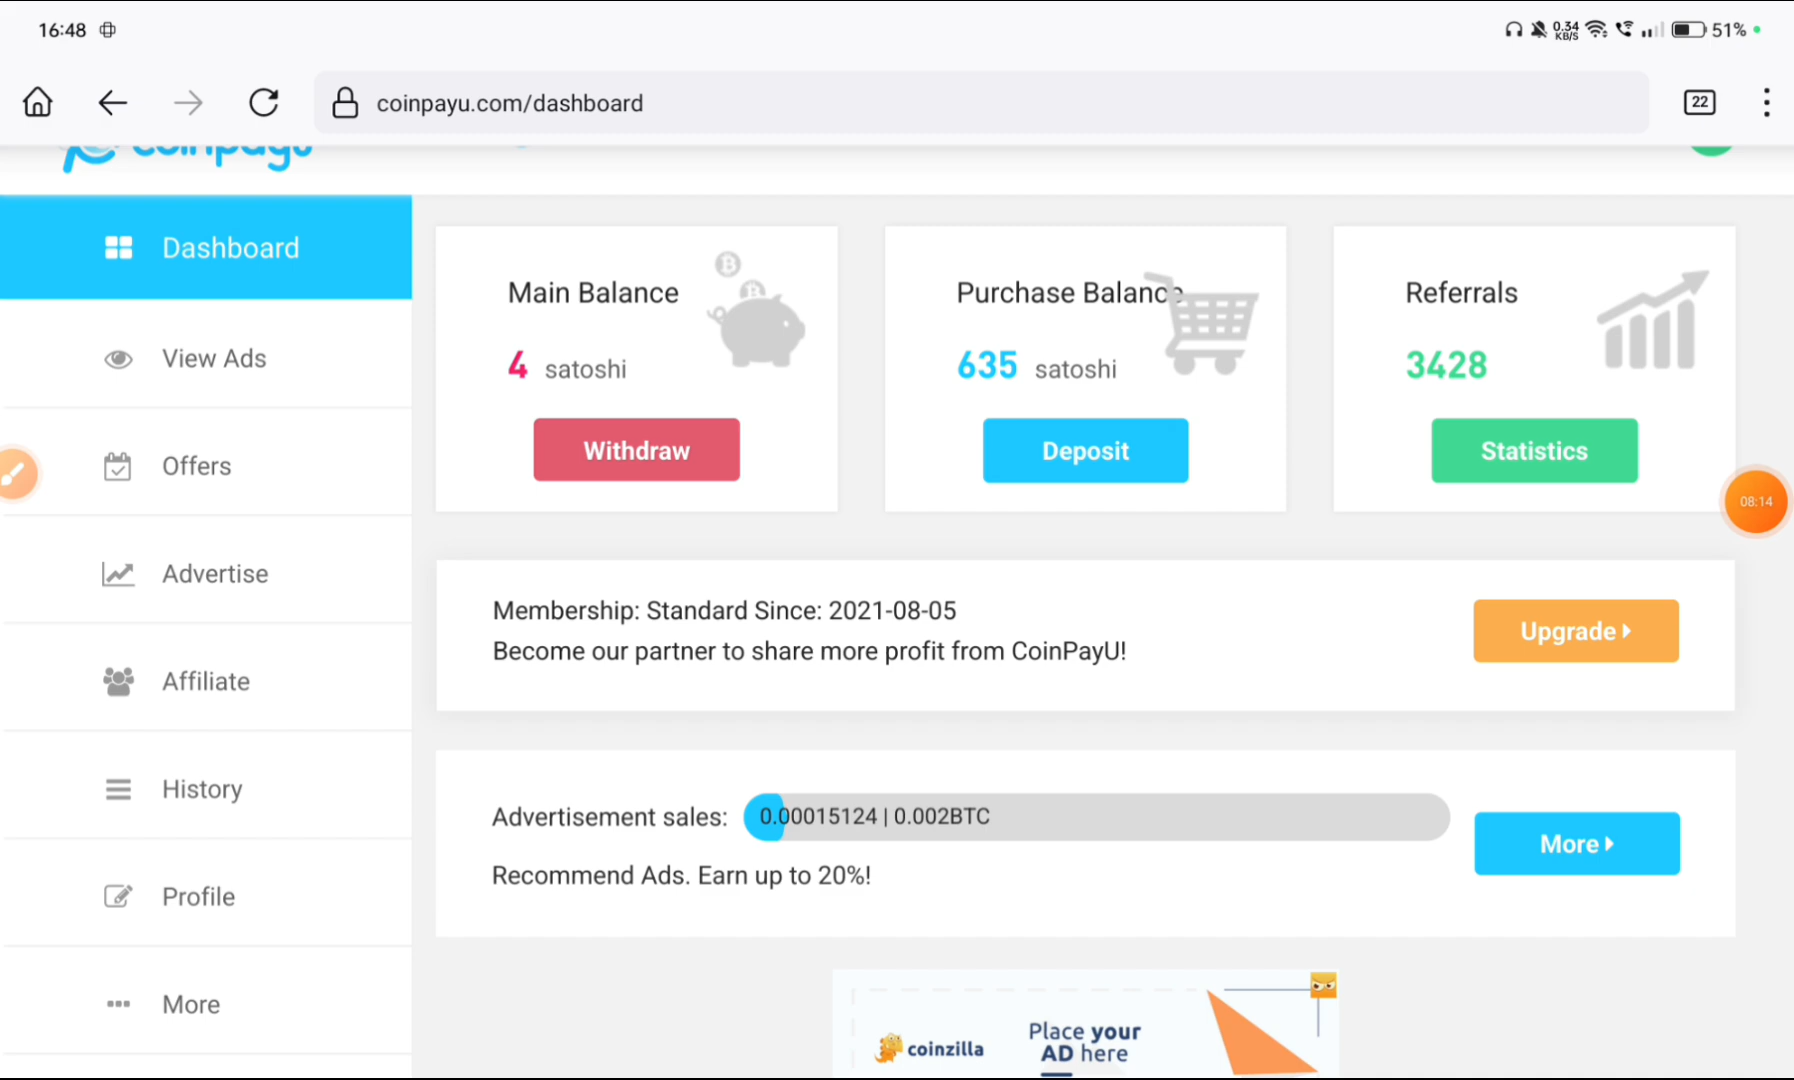 16:48
0.34
KB/S
51%
coinpayu.com/dashboard
22
coinpayu
Dashboard
View Ads
Offers
Advertise
Affiliate
History
Profile
More
Main Balance
4 satoshi
Withdraw
Purchase Balance
635 satoshi
Deposit
Referrals
3428
Statistics
08:14
Membership: Standard Since: 2021-08-05
Become our partner to share more profit from CoinPayU!
Upgrade
Advertisement sales: 0.00015124 | 0.002BTC
Recommend Ads. Earn up to 20%!
More
coinzilla
Place your
AD here